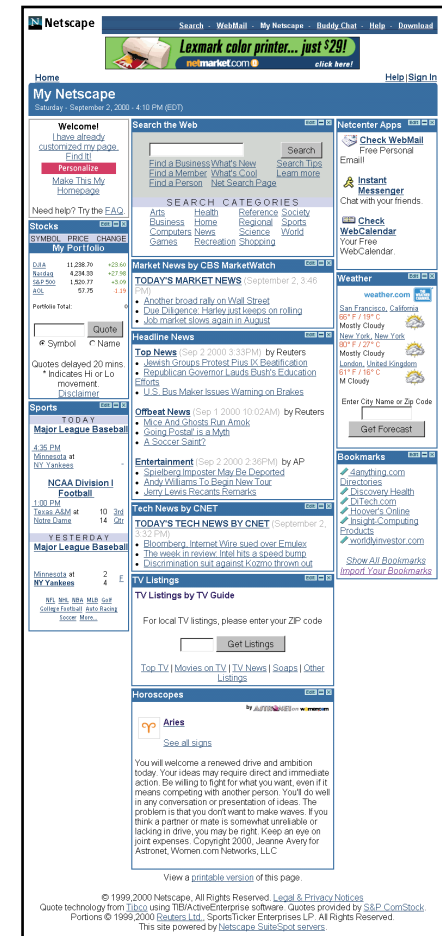 Netscape
Search - WebMail - My Netscape - Buddy Chat - Help - Download
Lexmark color printer... just $29!
netmarket.com
click here!
Home
Help|Sign In
My Netscape
Saturday - September 2, 2000 - 4:10 PM (EDT)
Welcome!
I have already
customized my page.
Find It!
Personalize
Make This My
Homepage
Need help? Try the FAQ.
Stocks
Edit
SYMBOL PRICE CHANGE
My Portfolio
DJIA 11,238.70 +23.60
Nasdaq 4,234.33 +27.98
S&P 500 1,520.77 +3.09
AOL 57.75 -1.19
Portfolio Total: 0
Quote
Symbol Name
Quotes delayed 20 mins.
* Indicates Hi or Lo
movement.
Disclaimer
Sports
Edit
TODAY
Major League Baseball
4:35 PM
Minnesota at
NY Yankees -
NCAA Division I
Football
1:00 PM
Texas A&M at 10 3rd
Notre Dame 14 Qtr
YESTERDAY
Major League Baseball
Minnesota at 2 F
NY Yankees 4
NFL NHL NBA MLB Golf
College Football Auto Racing
Soccer More...
Search the Web
Edit
Search
Find a Business What's New Search Tips
Find a Member What's Cool Learn more
Find a Person Net Search Page
SEARCH CATEGORIES
Arts Health Reference Society
Business Home Regional Sports
Computers News Science World
Games Recreation Shopping
Market News by CBS MarketWatch
Edit
TODAY'S MARKET NEWS (September 2, 3:46
PM)
• Another broad rally on Wall Street
• Due Diligence: Harley just keeps on rolling
• Job market slows again in August
Headline News
Edit
Top News (Sep 2 2000 3:33PM) by Reuters
• Jewish Groups Protest Pius IX Beatification
• Republican Governor Lauds Bush's Education
Efforts
• U.S. Bus Maker Issues Warning on Brakes
Offbeat News (Sep 1 2000 10:02AM) by Reuters
• Mice And Ghosts Run Amok
• Going Postal' is a Myth
• A Soccer Saint?
Entertainment (Sep 2 2000 2:36PM) by AP
• Spielberg Imposter May Be Deported
• Andy Williams To Begin New Tour
• Jerry Lewis Recants Remarks
Tech News by CNET
Edit
TODAY'S TECH NEWS BY CNET (September 2,
3:32 PM)
• Bloomberg, Internet Wire sued over Emulex
• The week in review: Intel hits a speed bump
• Discrimination suit against Kozmo thrown out
TV Listings
Edit
TV Listings by TV Guide
For local TV listings, please enter your ZIP code
Get Listings
Top TV | Movies on TV | TV News | Soaps | Other
Listings
Horoscopes
Edit
by ASTRONET on women.com
Aries
See all signs
You will welcome a renewed drive and ambition
today. Your ideas may require direct and immediate
action. Be willing to fight for what you want, even if it
means competing with another person. You'll do well
in any conversation or presentation of ideas. The
problem is that you don't want to make waves. If you
think a partner or mate is somewhat unreliable or
lacking in drive, you may be right. Keep an eye on
joint expenses. Copyright 2000, Jeanne Avery for
Astronet, Women.com Networks, LLC
Netcenter Apps
Edit
Check WebMail
Free Personal
Email!
Instant
Messenger
Chat with your friends.
Check
WebCalendar
Your Free
WebCalendar.
Weather
Edit
weather.com
San Francisco, California
66° F / 19° C
Mostly Cloudy
New York, New York
80° F / 27° C
Mostly Cloudy
London, United Kingdom
61° F / 16° C
M Cloudy
Enter City Name or Zip Code
Get Forecast
Bookmarks
Edit
4anything.com
Directories
Discovery Health
DiTech.com
Hoover's Online
Insight-Computing
Products
worldlyinvestor.com
Show All Bookmarks
Import Your Bookmarks
View a printable version of this page.
© 1999,2000 Netscape, All Rights Reserved. Legal & Privacy Notices
Quote technology from Tibco using TIB/ActiveEnterprise software. Quotes provided by S&P ComStock.
Portions © 1999,2000 Reuters Ltd., SportsTicker Enterprises LP. All Rights Reserved.
This site powered by Netscape SuiteSpot servers.